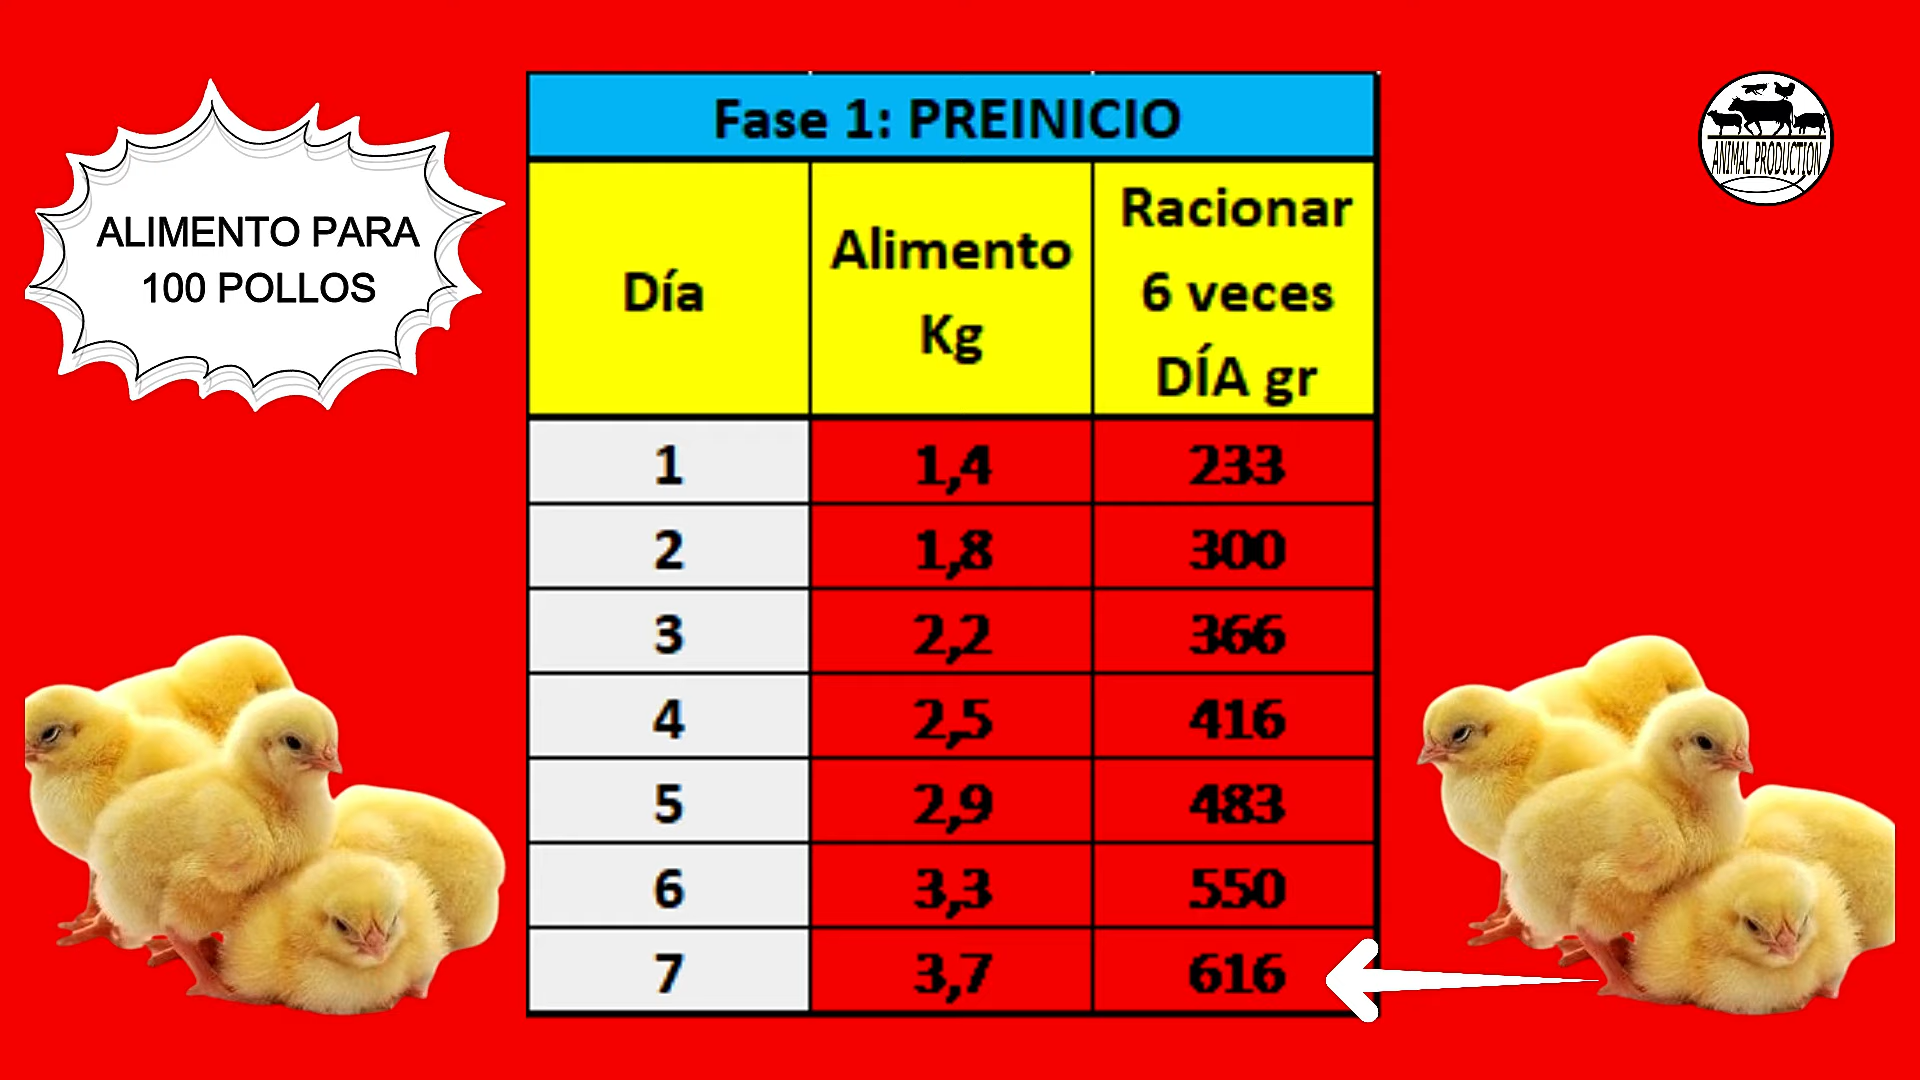 ALIMENTO PARA
100 POLLOS
Fase 1: PREINICIO
Día
Alimento
Kg
Racionar
6 veces
DÍA gr
1 1,4 233
2 1,8 300
3 2,2 366
4 2,5 416
5 2,9 483
6 3,3 550
7 3,7 616
ANIMAL PRODUCTION